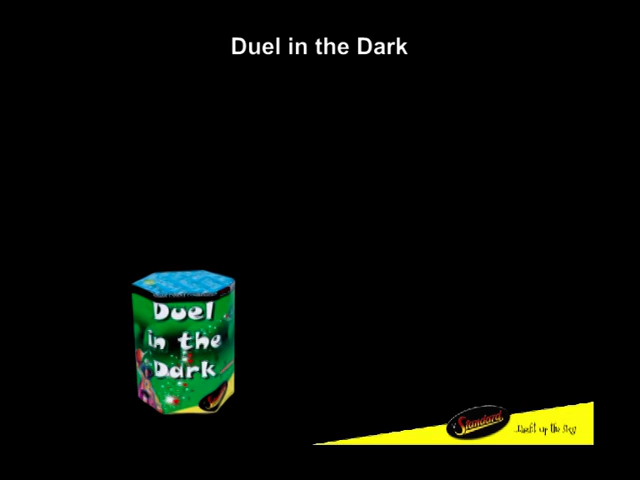 Duel in the Dark
Duel
in the
Dark
Standard
Light up the sky